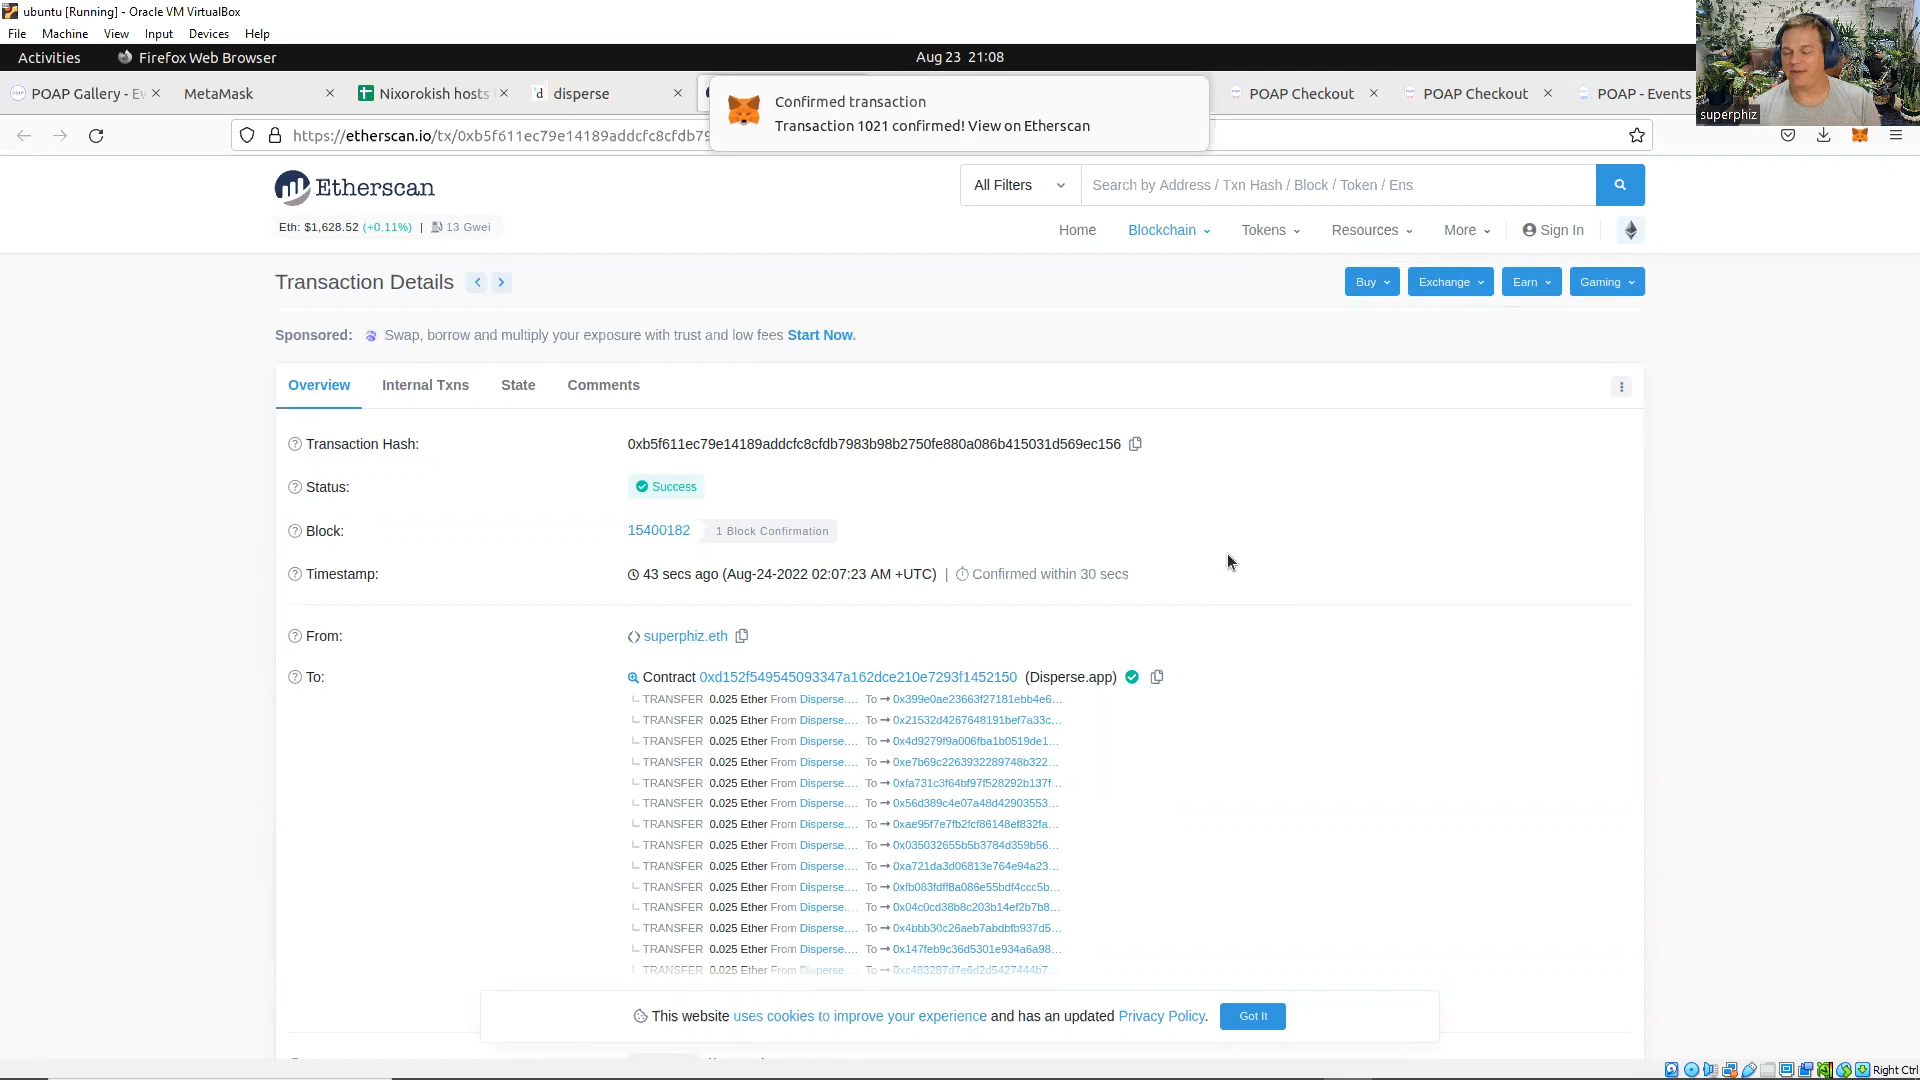 ubuntu [Running] - Oracle VM VirtualBox
File Machine View Input Devices Help
Activities Firefox Web Browser Aug 23 21:08
POAP Gallery - Ev MetaMask Nixorokish hosts disperse POAP Checkout POAP Checkout POAP - Events
Confirmed transaction
Transaction 1021 confirmed! View on Etherscan
superphiz
https://etherscan.io/tx/0xb5f611ec79e14189addcfc8cfdb79
Etherscan
All Filters Search by Address / Txn Hash / Block / Token / Ens
Eth: $1,628.52 (+0.11%) | 13 Gwei
Home Blockchain Tokens Resources More Sign In
Transaction Details
Buy Exchange Earn Gaming
Sponsored: Swap, borrow and multiply your exposure with trust and low fees Start Now.
Overview Internal Txns State Comments
Transaction Hash: 0xb5f611ec79e14189addcfc8cfdb7983b98b2750fe880a086b415031d569ec156
Status: Success
Block: 15400182 1 Block Confirmation
Timestamp: 43 secs ago (Aug-24-2022 02:07:23 AM +UTC) | Confirmed within 30 secs
From: superphiz.eth
To: Contract 0xd152f549545093347a162dce210e7293f1452150 (Disperse.app)
TRANSFER 0.025 Ether From Disperse.... To 0x399e0ae23663f27181ebb4e6...
TRANSFER 0.025 Ether From Disperse.... To 0x21532d4267648191bef7a33c...
TRANSFER 0.025 Ether From Disperse.... To 0x4d9279f9a006fba1b0519de1...
TRANSFER 0.025 Ether From Disperse.... To 0xe7b69c2263932289748b322...
TRANSFER 0.025 Ether From Disperse.... To 0xfa731c3f64bf97f528292b137f...
TRANSFER 0.025 Ether From Disperse.... To 0x56d389c4e07a48d42903553...
TRANSFER 0.025 Ether From Disperse.... To 0xae95f7e7fb2fcf86148ef832fa...
TRANSFER 0.025 Ether From Disperse.... To 0x035032655b5b3784d359b56...
TRANSFER 0.025 Ether From Disperse.... To 0xa721da3d06813e764e94a23...
TRANSFER 0.025 Ether From Disperse.... To 0xfb083fdff8a086e55bdf4ccc5b...
TRANSFER 0.025 Ether From Disperse.... To 0x04c0cd38b8c203b14ef2b7b8...
TRANSFER 0.025 Ether From Disperse.... To 0x4bbb30c26aeb7abdbfb937d5...
TRANSFER 0.025 Ether From Disperse.... To 0x147feb9c36d5301e934a6a98...
TRANSFER 0.025 Ether From Disperse.... To 0xc483287d7e6d2d5427444b7...
This website uses cookies to improve your experience and has an updated Privacy Policy. Got It
Right Ctrl